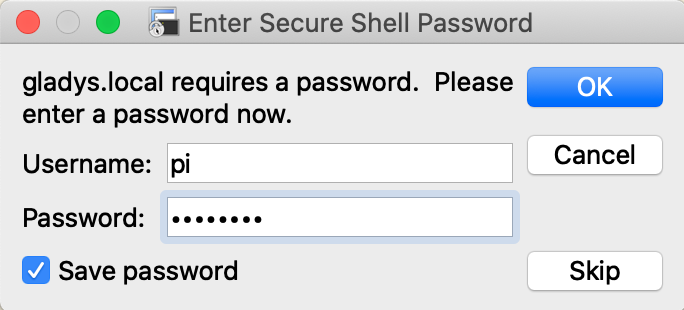 Enter Secure Shell Password
gladys.local requires a password.  Please
enter a password now.
OK
Cancel
Username: pi
Password: ••••••••
Save password
Skip